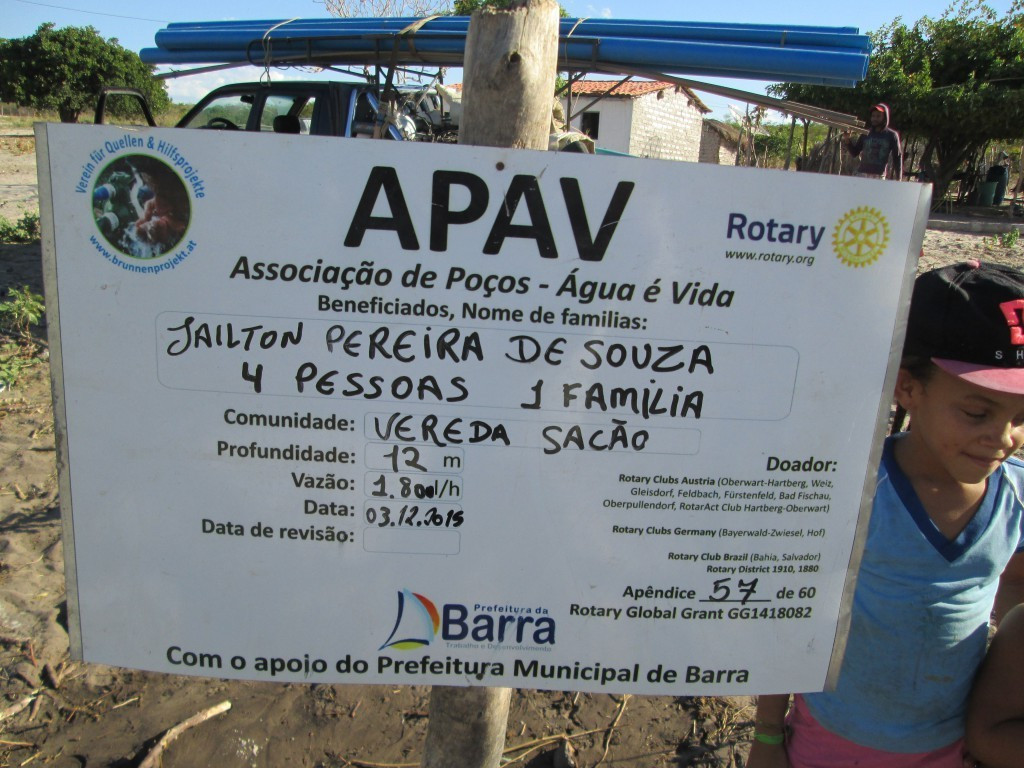 Verein für Quellen & Hilfsprojekte
www.brunnenprojekt.at
APAV
Rotary
www.rotary.org
Associação de Poços - Água é Vida
Beneficiados, Nome de familias:
JAILTON PEREIRA DE SOUZA
4 PESSOAS 1 FAMÍLIA
Comunidade: VEREDA SACÃO
Profundidade: 12 m
Vazão: 1.800l/h
Data: 03.12.2015
Data de revisão:
Doador:
Rotary Clubs Austria (Oberwart-Hartberg, Weiz,
Gleisdorf, Feldbach, Fürstenfeld, Bad Fischau,
Oberpullendorf, RotarAct Club Hartberg-Oberwart)
Rotary Clubs Germany (Bayerwald-Zwiesel, Hof)
Rotary Club Brazil (Bahia, Salvador)
Rotary District 1910, 1880
Apêndice 57 de 60
Rotary Global Grant GG1418082
Prefeitura da
Barra
Trabalho e Desenvolvimento
Com o apoio do Prefeitura Municipal de Barra